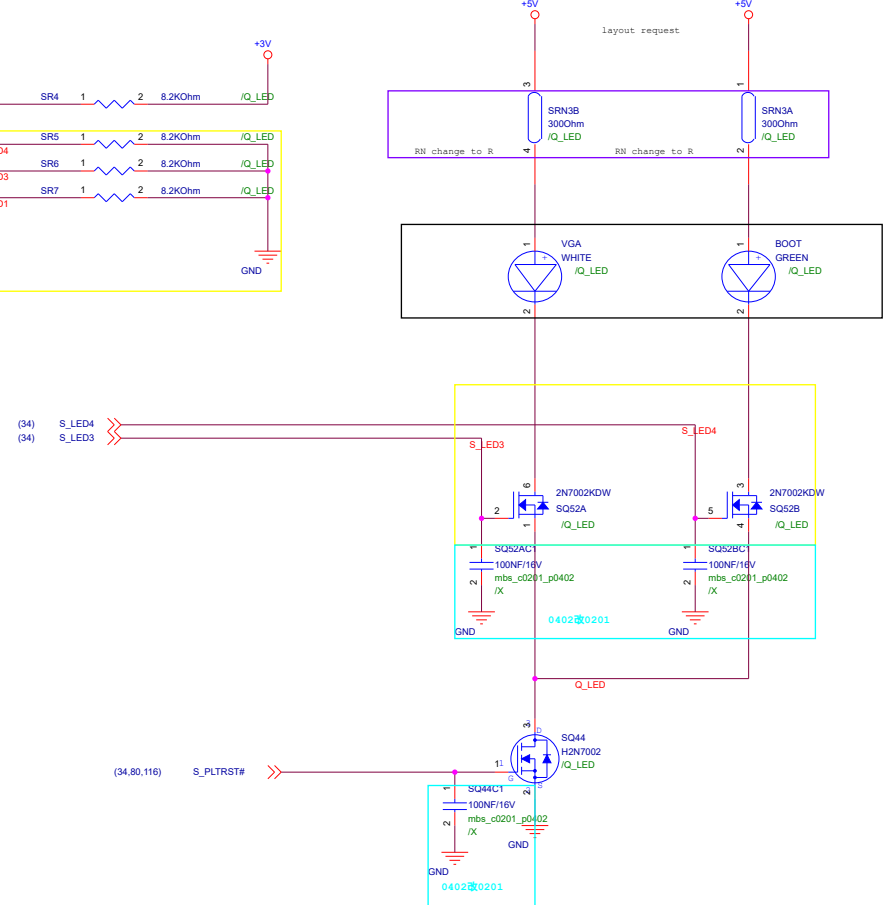 +5V
+5V
layout request
+3V
SR4 1 2 8.2KOhm /Q_LED
SR5 1 2 8.2KOhm /Q_LED
SR6 1 2 8.2KOhm /Q_LED
SR7 1 2 8.2KOhm /Q_LED
GND
3
SRN3B
300Ohm
/Q_LED
4
RN change to R
1
SRN3A
300Ohm
/Q_LED
2
RN change to R
1
VGA
WHITE
+
/Q_LED
2
1
BOOT
GREEN
+
/Q_LED
2
(34) S_LED4
(34) S_LED3
S_LED3
S_LED4
6
2N7002KDW
2
SQ52A
1
/Q_LED
3
2N7002KDW
5
SQ52B
4
/Q_LED
1
SQ52AC1
100NF/16V
2
mbs_c0201_p0402
/X
GND
1
SQ52BC1
100NF/16V
2
mbs_c0201_p0402
/X
GND
0402改0201
Q_LED
3
D
SQ44
H2N7002
/Q_LED
1
G
2
S
GND
(34,80,116) S_PLTRST#
1
SQ44C1
100NF/16V
2
mbs_c0201_p0402
/X
GND
0402改0201